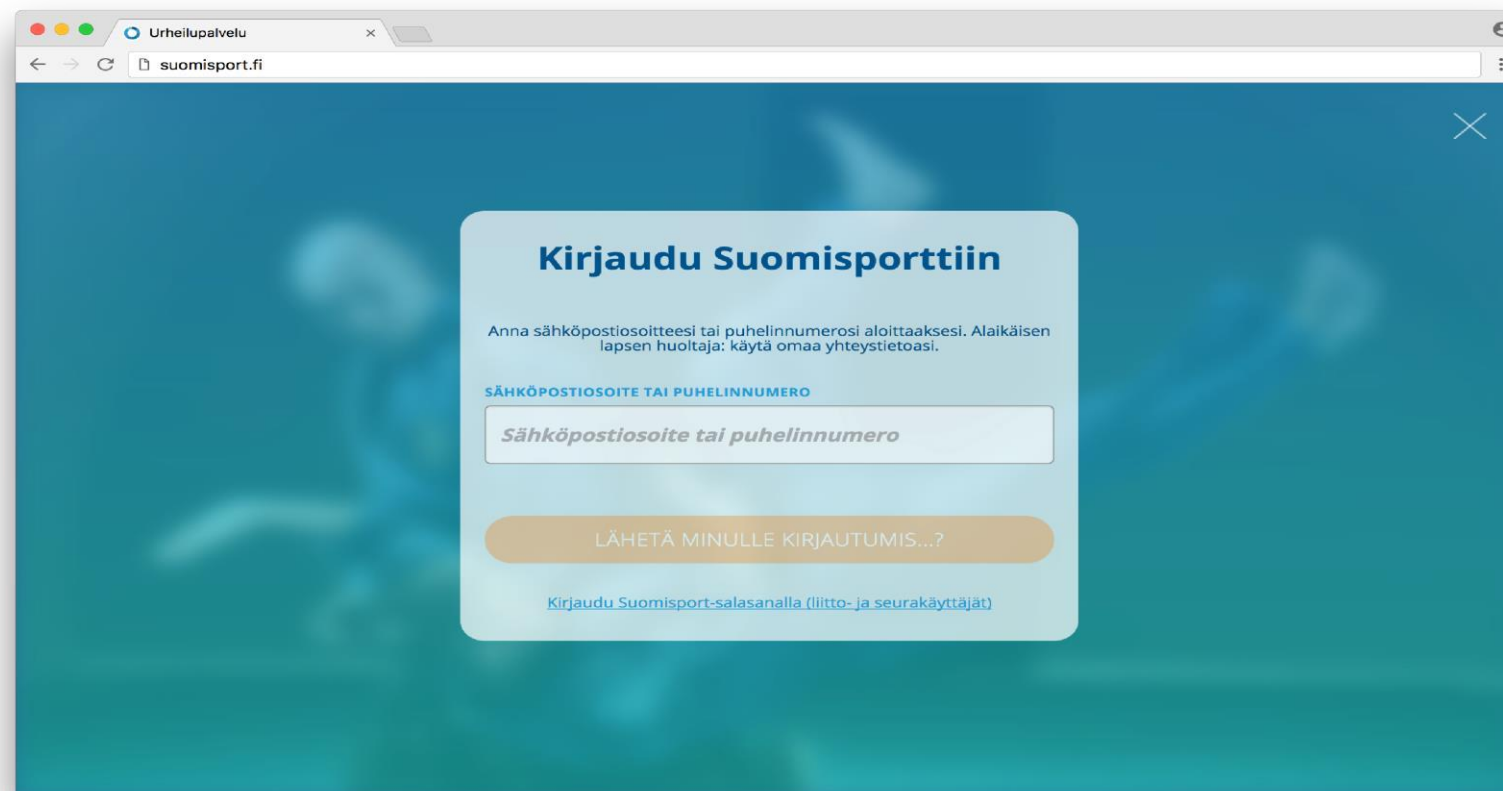 Urheilupalvelu
suomisport.fi
Kirjaudu Suomisporttiin
Anna sähköpostiosoitteesi tai puhelinnumerosi aloittaaksesi. Alaikäisen
lapsen huoltaja: käytä omaa yhteystietoasi.
SÄHKÖPOSTIOSOITE TAI PUHELINNUMERO
Sähköpostiosoite tai puhelinnumero
LÄHETÄ MINULLE KIRJAUTUMIS...?
Kirjaudu Suomisport-salasanalla (liitto- ja seurakäyttäjät)